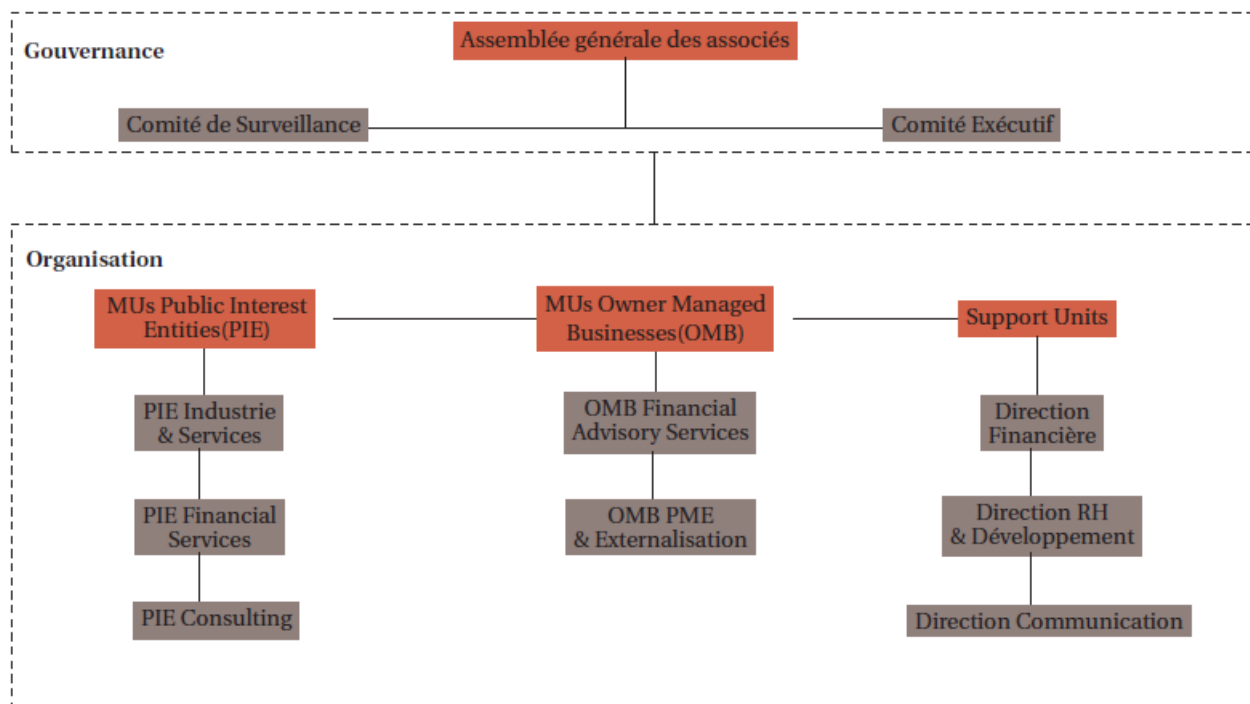 Gouvernance
Assemblée générale des associés
Comité de Surveillance
Comité Exécutif
Organisation
MUs Public Interest
Entities(PIE)
MUs Owner Managed
Businesses(OMB)
Support Units
PIE Industrie
& Services
OMB Financial
Advisory Services
Direction
Financière
PIE Financial
Services
OMB PME
& Externalisation
Direction RH
& Développement
PIE Consulting
Direction Communication